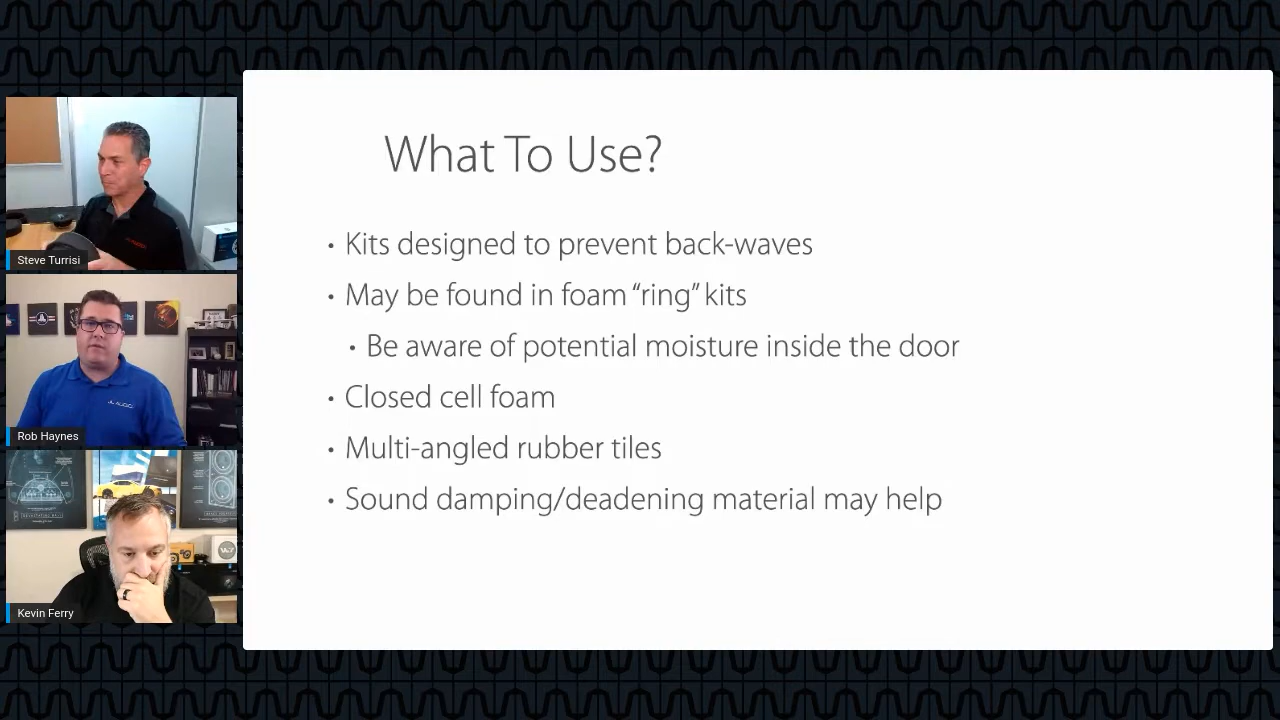 What To Use?
• Kits designed to prevent back-waves
• May be found in foam “ring” kits
• Be aware of potential moisture inside the door
• Closed cell foam
• Multi-angled rubber tiles
• Sound damping/deadening material may help
Steve Turrisi
Rob Haynes
Kevin Ferry